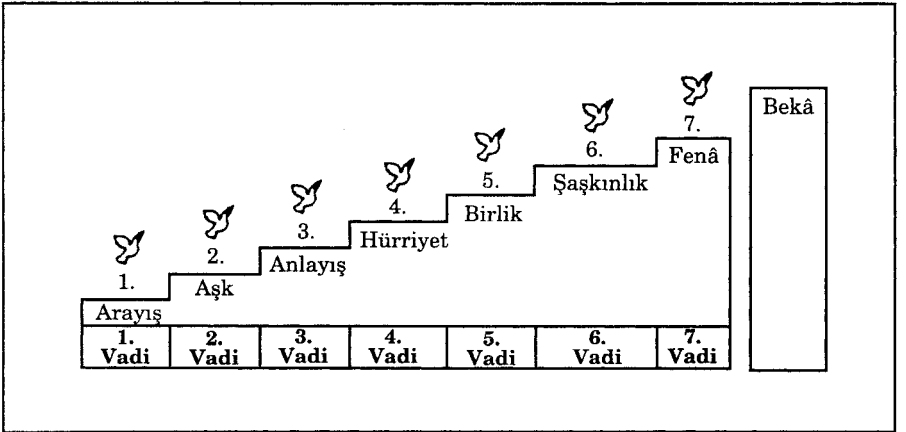 1.
Arayış
2.
Aşk
3.
Anlayış
4.
Hürriyet
5.
Birlik
6.
Şaşkınlık
7.
Fenâ
Bekâ
1. Vadi
2. Vadi
3. Vadi
4. Vadi
5. Vadi
6. Vadi
7. Vadi